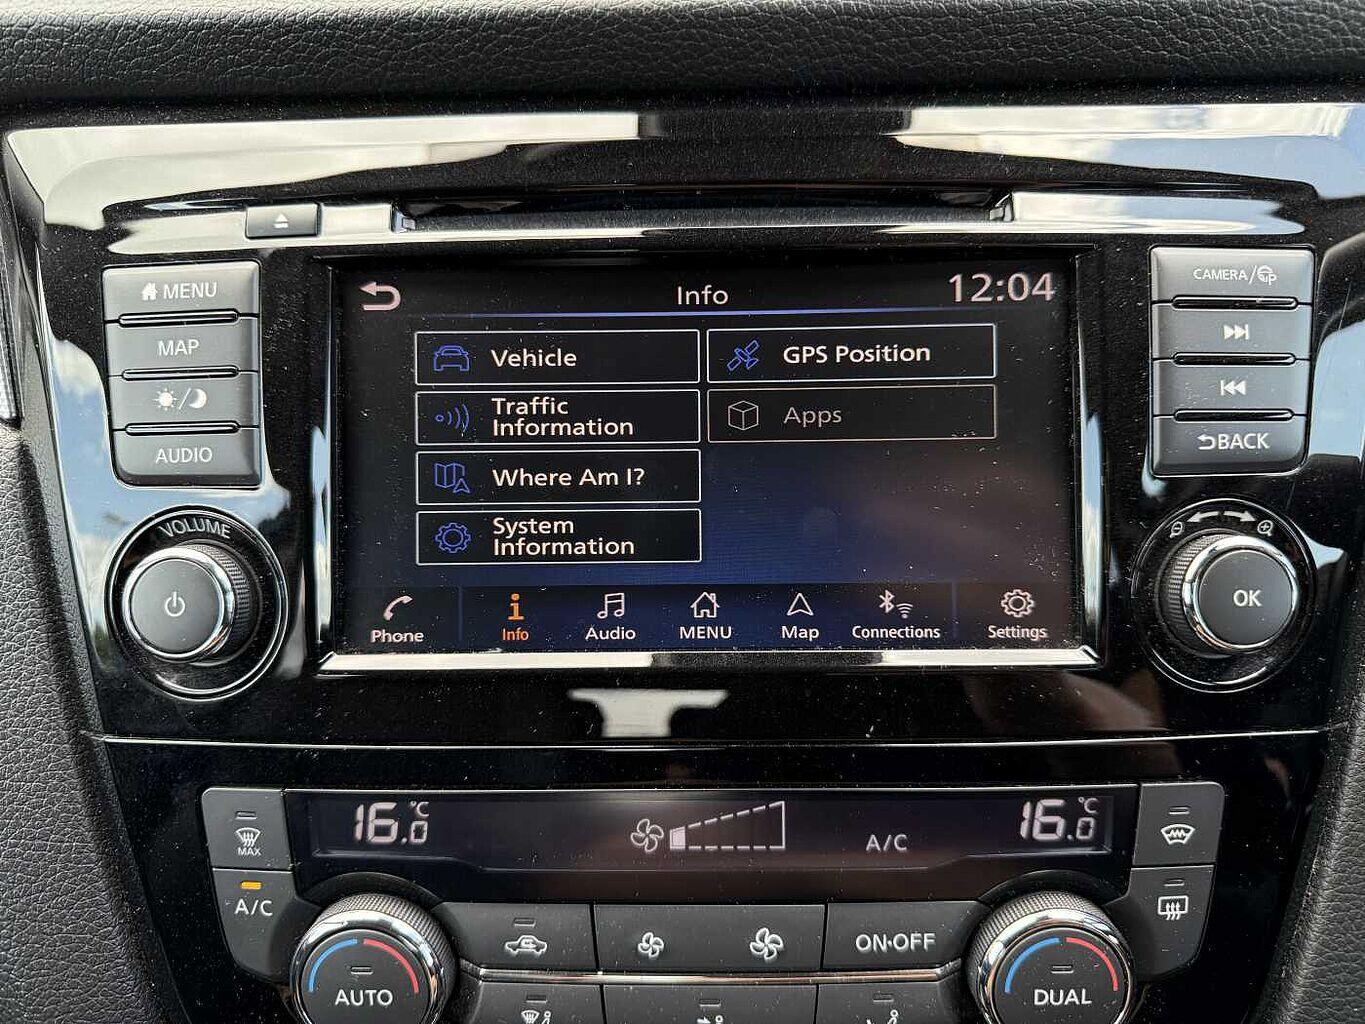 MENU
MAP
AUDIO
VOLUME
Info
12:04
Vehicle
GPS Position
Traffic
Information
Apps
Where Am I?
System
Information
Phone
Info
Audio
MENU
Map
Connections
Settings
CAMERA/
BACK
OK
16.0 °C
A/C
16.0 °C
MAX
A/C
ON·OFF
AUTO
DUAL